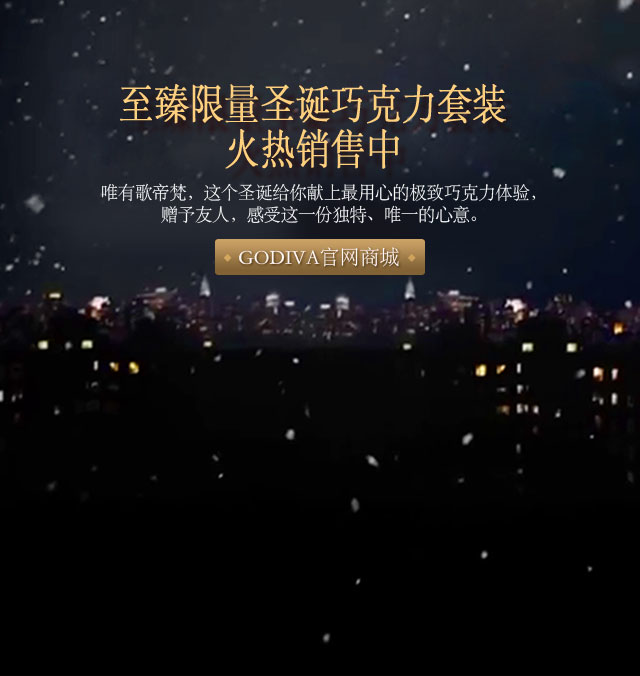 至臻限量圣诞巧克力套装
火热销售中
唯有歌帝梵，这个圣诞给你献上最用心的极致巧克力体验，
赠予友人，感受这一份独特、唯一的心意。
GODIVA官网商城